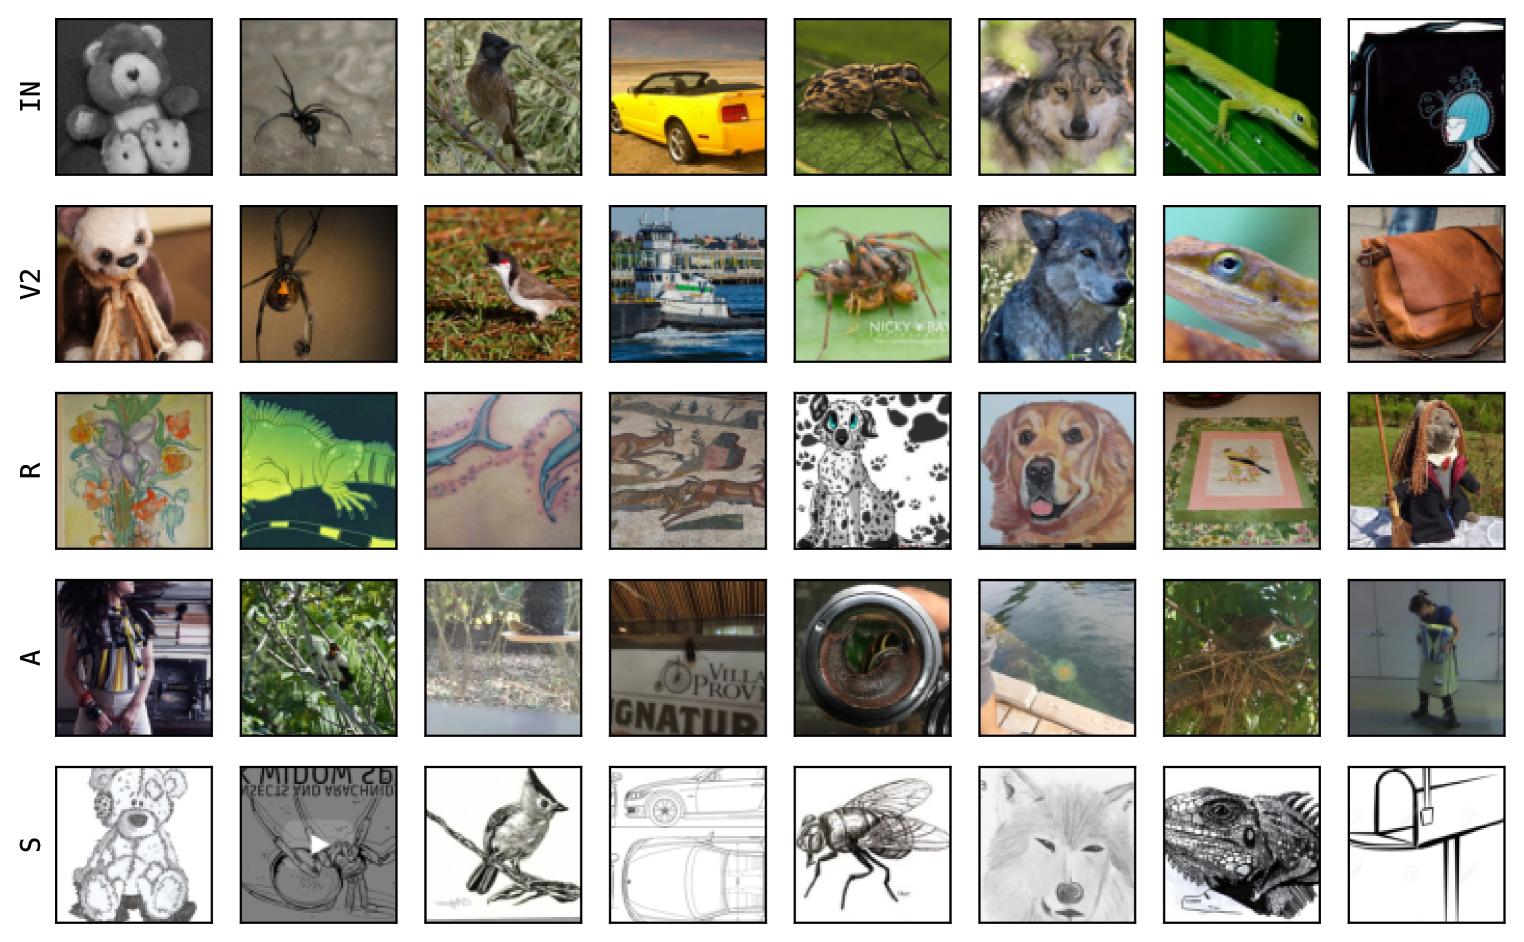 IN
V2
NICKY BAY
R
A
VILLA
PROV
GNATUR
S
K WIDOW SP
NSECTS AND ARACHNID